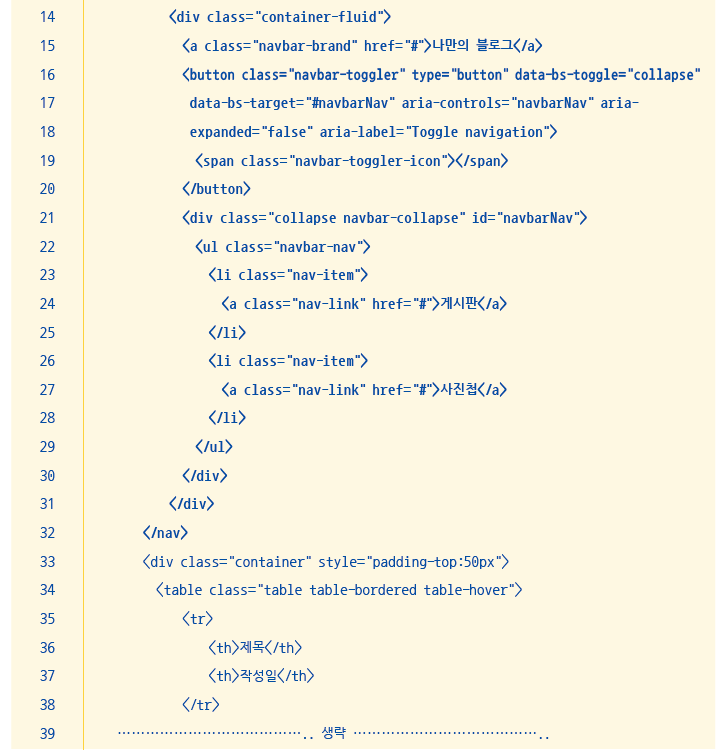 14 <div class="container-fluid">
15 <a class="navbar-brand" href="#">나만의 블로그</a>
16 <button class="navbar-toggler" type="button" data-bs-toggle="collapse"
17 data-bs-target="#navbarNav" aria-controls="navbarNav" aria-
18 expanded="false" aria-label="Toggle navigation">
19 <span class="navbar-toggler-icon"></span>
20 </button>
21 <div class="collapse navbar-collapse" id="navbarNav">
22 <ul class="navbar-nav">
23 <li class="nav-item">
24 <a class="nav-link" href="#">게시판</a>
25 </li>
26 <li class="nav-item">
27 <a class="nav-link" href="#">사진첩</a>
28 </li>
29 </ul>
30 </div>
31 </div>
32 </nav>
33 <div class="container" style="padding-top:50px">
34 <table class="table table-bordered table-hover">
35 <tr>
36 <th>제목</th>
37 <th>작성일</th>
38 </tr>
39 ……………………………….. 생략 ………………………………..